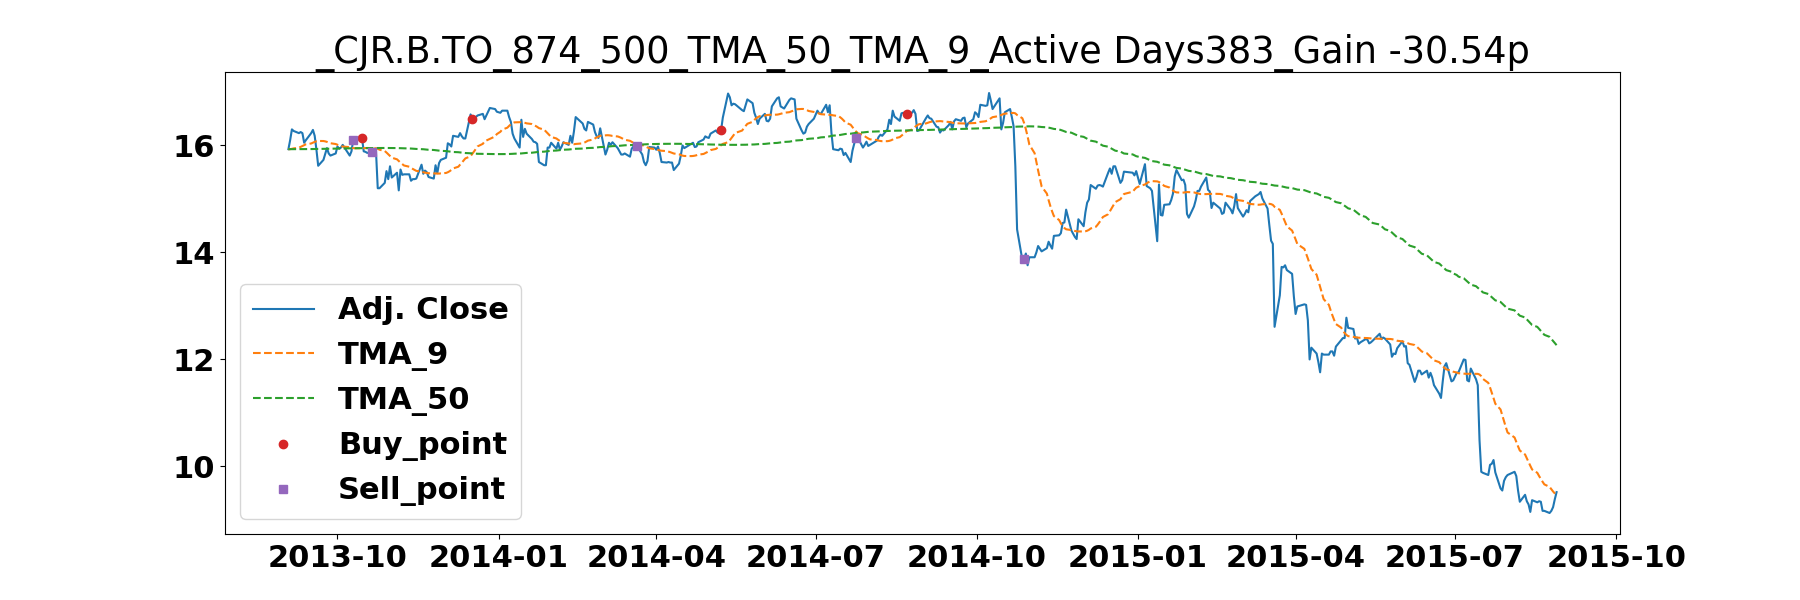 _CJR.B.TO_874_500_TMA_50_TMA_9_Active Days383_Gain -30.54p
16
14
12
10
Adj. Close
TMA_9
TMA_50
Buy_point
Sell_point
2013-10 2014-01 2014-04 2014-07 2014-10 2015-01 2015-04 2015-07 2015-10